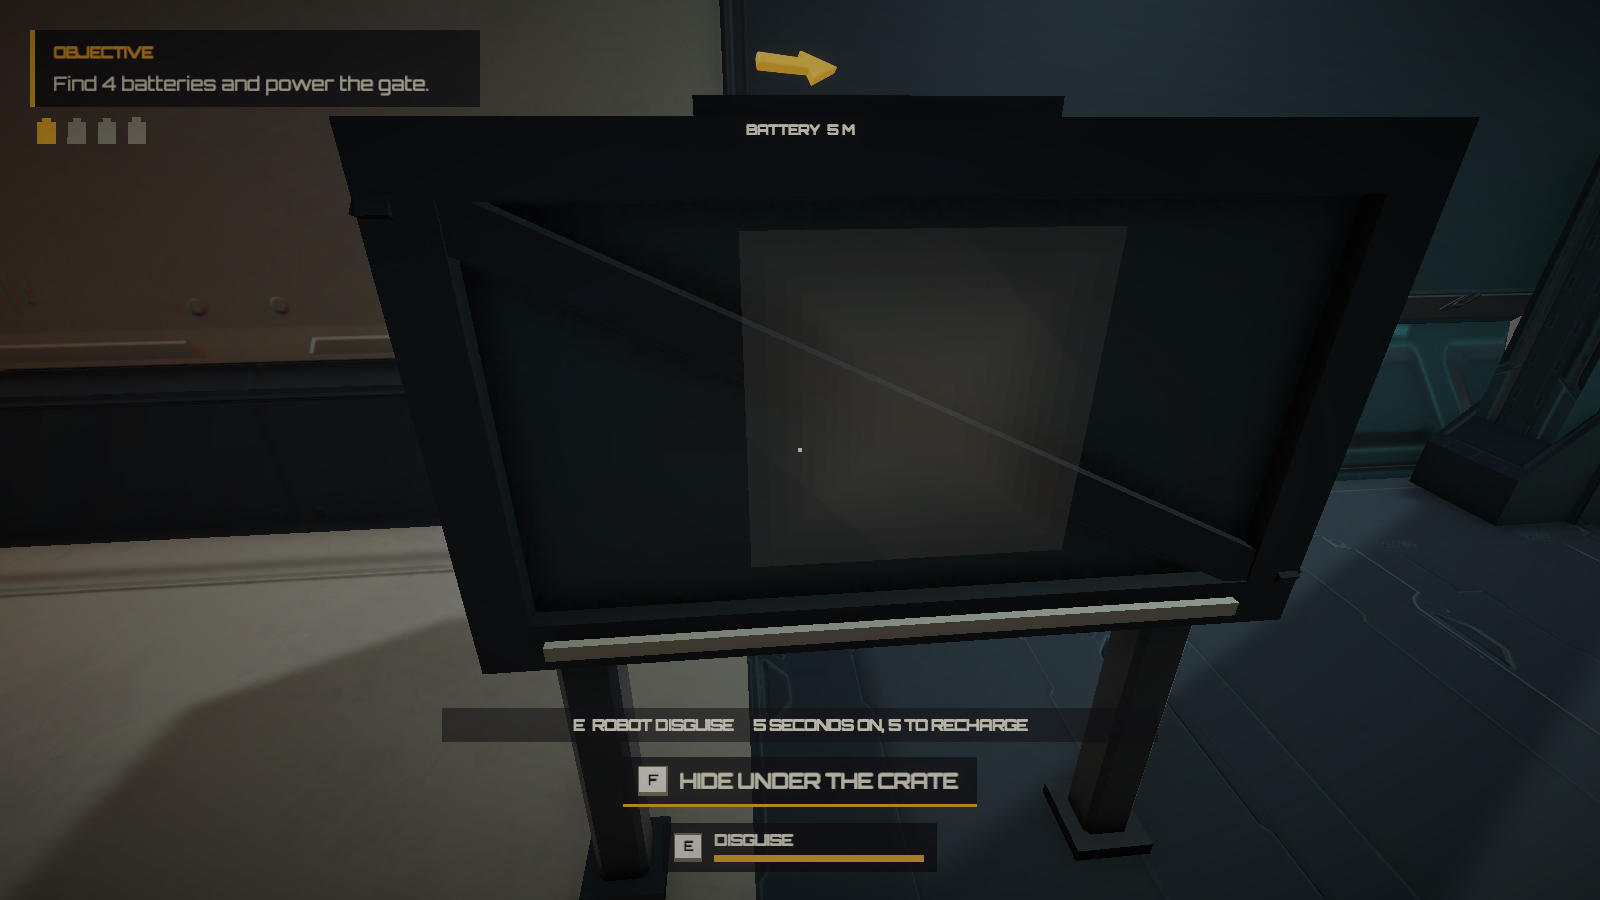 OBJECTIVE
Find 4 batteries and power the gate.
BATTERY 5 M
E ROBOT DISGUISE 5 SECONDS ON, 5 TO RECHARGE
F HIDE UNDER THE CRATE
E DISGUISE